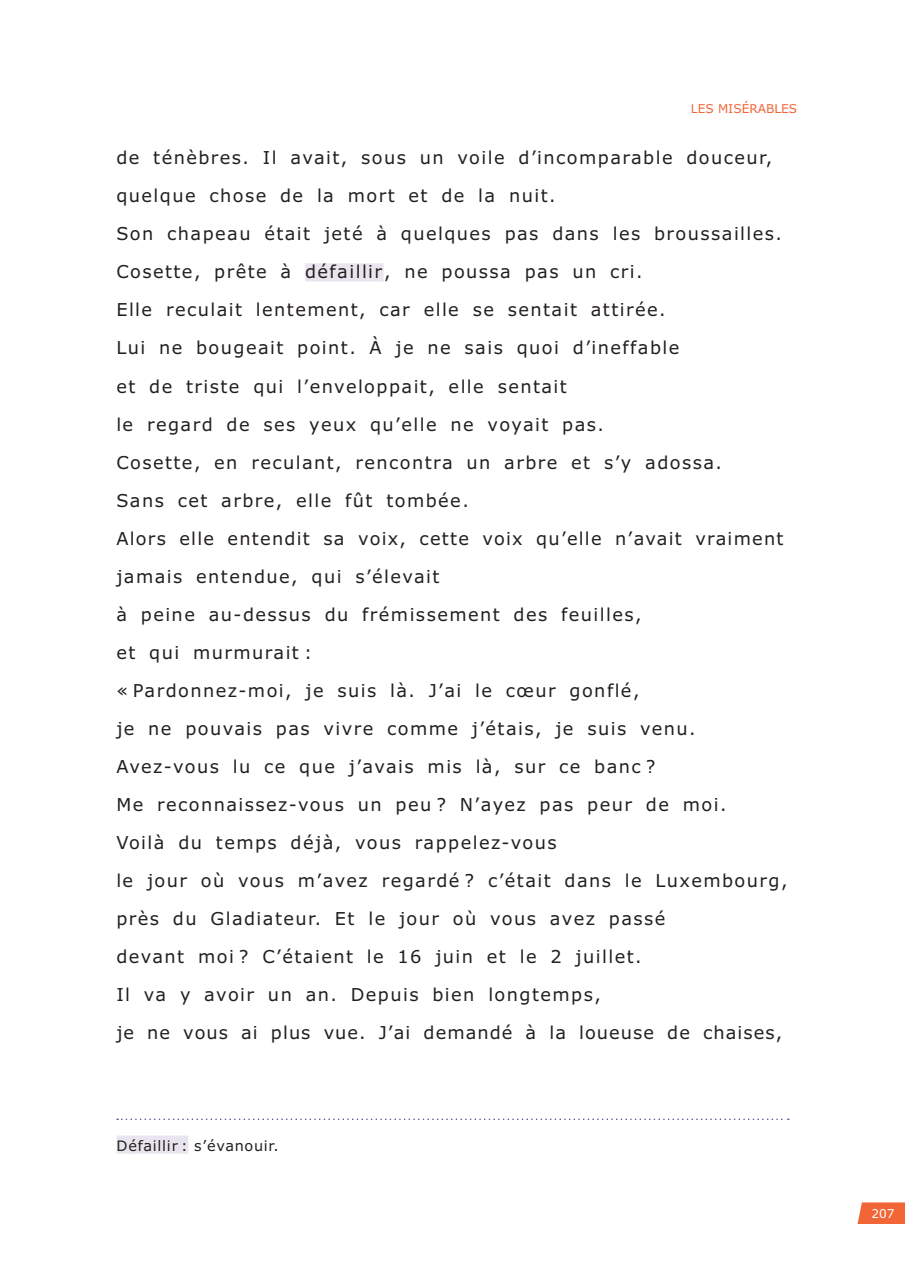 LES MISÉRABLES
de ténèbres. Il avait, sous un voile d’incomparable douceur,
quelque chose de la mort et de la nuit.
Son chapeau était jeté à quelques pas dans les broussailles.
Cosette, prête à défaillir, ne poussa pas un cri.
Elle reculait lentement, car elle se sentait attirée.
Lui ne bougeait point. À je ne sais quoi d’ineffable
et de triste qui l’enveloppait, elle sentait
le regard de ses yeux qu’elle ne voyait pas.
Cosette, en reculant, rencontra un arbre et s’y adossa.
Sans cet arbre, elle fût tombée.
Alors elle entendit sa voix, cette voix qu’elle n’avait vraiment
jamais entendue, qui s’élevait
à peine au-dessus du frémissement des feuilles,
et qui murmurait :
« Pardonnez-moi, je suis là. J’ai le cœur gonflé,
je ne pouvais pas vivre comme j’étais, je suis venu.
Avez-vous lu ce que j’avais mis là, sur ce banc ?
Me reconnaissez-vous un peu ? N’ayez pas peur de moi.
Voilà du temps déjà, vous rappelez-vous
le jour où vous m’avez regardé ? c’était dans le Luxembourg,
près du Gladiateur. Et le jour où vous avez passé
devant moi ? C’étaient le 16 juin et le 2 juillet.
Il va y avoir un an. Depuis bien longtemps,
je ne vous ai plus vue. J’ai demandé à la loueuse de chaises,
Défaillir : s’évanouir.
207